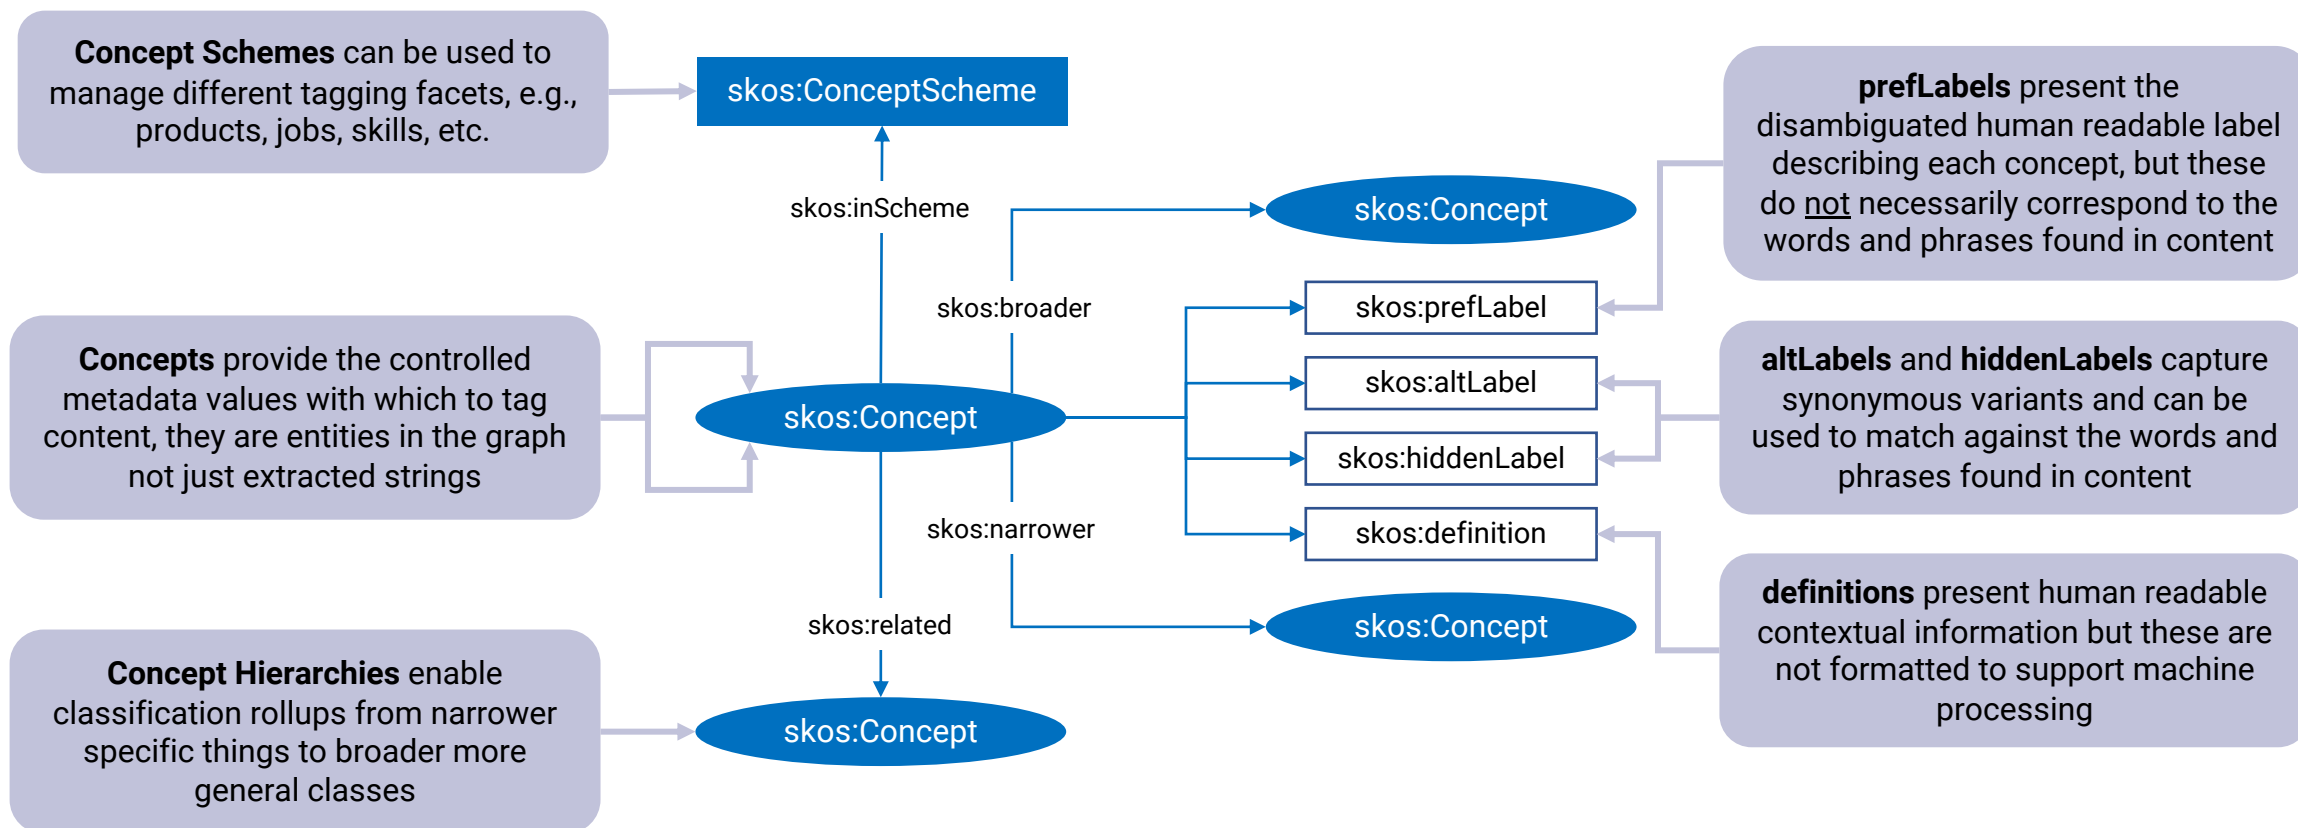 Concept Schemes can be used to
manage different tagging facets, e.g.,
products, jobs, skills, etc.
skos:ConceptScheme
prefLabels present the
disambiguated human readable label
describing each concept, but these
do not necessarily correspond to the
words and phrases found in content
skos:inScheme
skos:Concept
skos:broader
skos:prefLabel
Concepts provide the controlled
metadata values with which to tag
content, they are entities in the graph
not just extracted strings
skos:Concept
skos:altLabel
skos:hiddenLabel
altLabels and hiddenLabels capture
synonymous variants and can be
used to match against the words and
phrases found in content
skos:narrower
skos:definition
skos:related
skos:Concept
definitions present human readable
contextual information but these are
not formatted to support machine
processing
Concept Hierarchies enable
classification rollups from narrower
specific things to broader more
general classes
skos:Concept